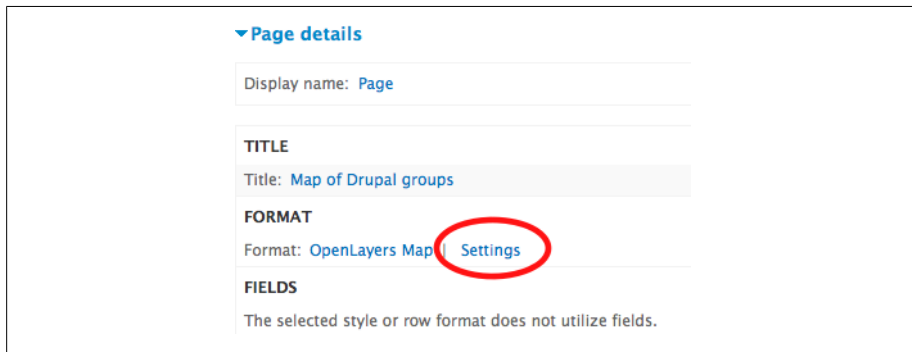 Page details
Display name: Page
TITLE
Title: Map of Drupal groups
FORMAT
Format: OpenLayers Map | Settings
FIELDS
The selected style or row format does not utilize fields.